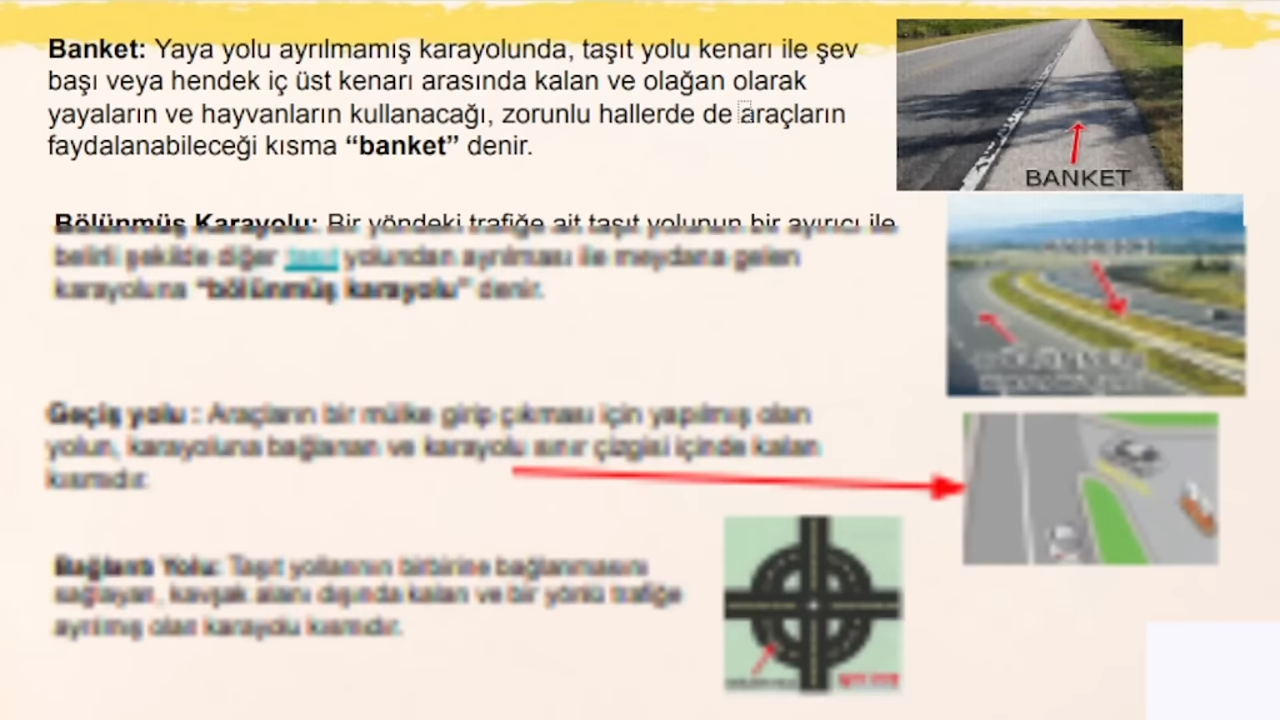 Banket: Yaya yolu ayrılmamış karayolunda, taşıt yolu kenarı ile şev
başı veya hendek iç üst kenarı arasında kalan ve olağan olarak
yayaların ve hayvanların kullanacağı, zorunlu hallerde de araçların
faydalanabileceği kısma “banket” denir.
BANKET
Bölünmüş Karayolu: Bir yöndeki trafiğe ait taşıt yolunun bir ayırıcı ile
belirli şekilde diğer taşıt yolundan ayrılması ile meydana gelen
karayoluna “bölünmüş karayolu” denir.
Geçiş yolu : Araçların bir mülke girip çıkması için yapılmış olan
yolun, karayoluna bağlanan ve karayolu sınır çizgisi içinde kalan
kısmıdır.
Bağlantı Yolu: Taşıt yollarının birbirine bağlanmasını
sağlayan, kavşak alanı dışında kalan ve bir yönlü trafiğe
ayrılmış olan karayolu kısmıdır.